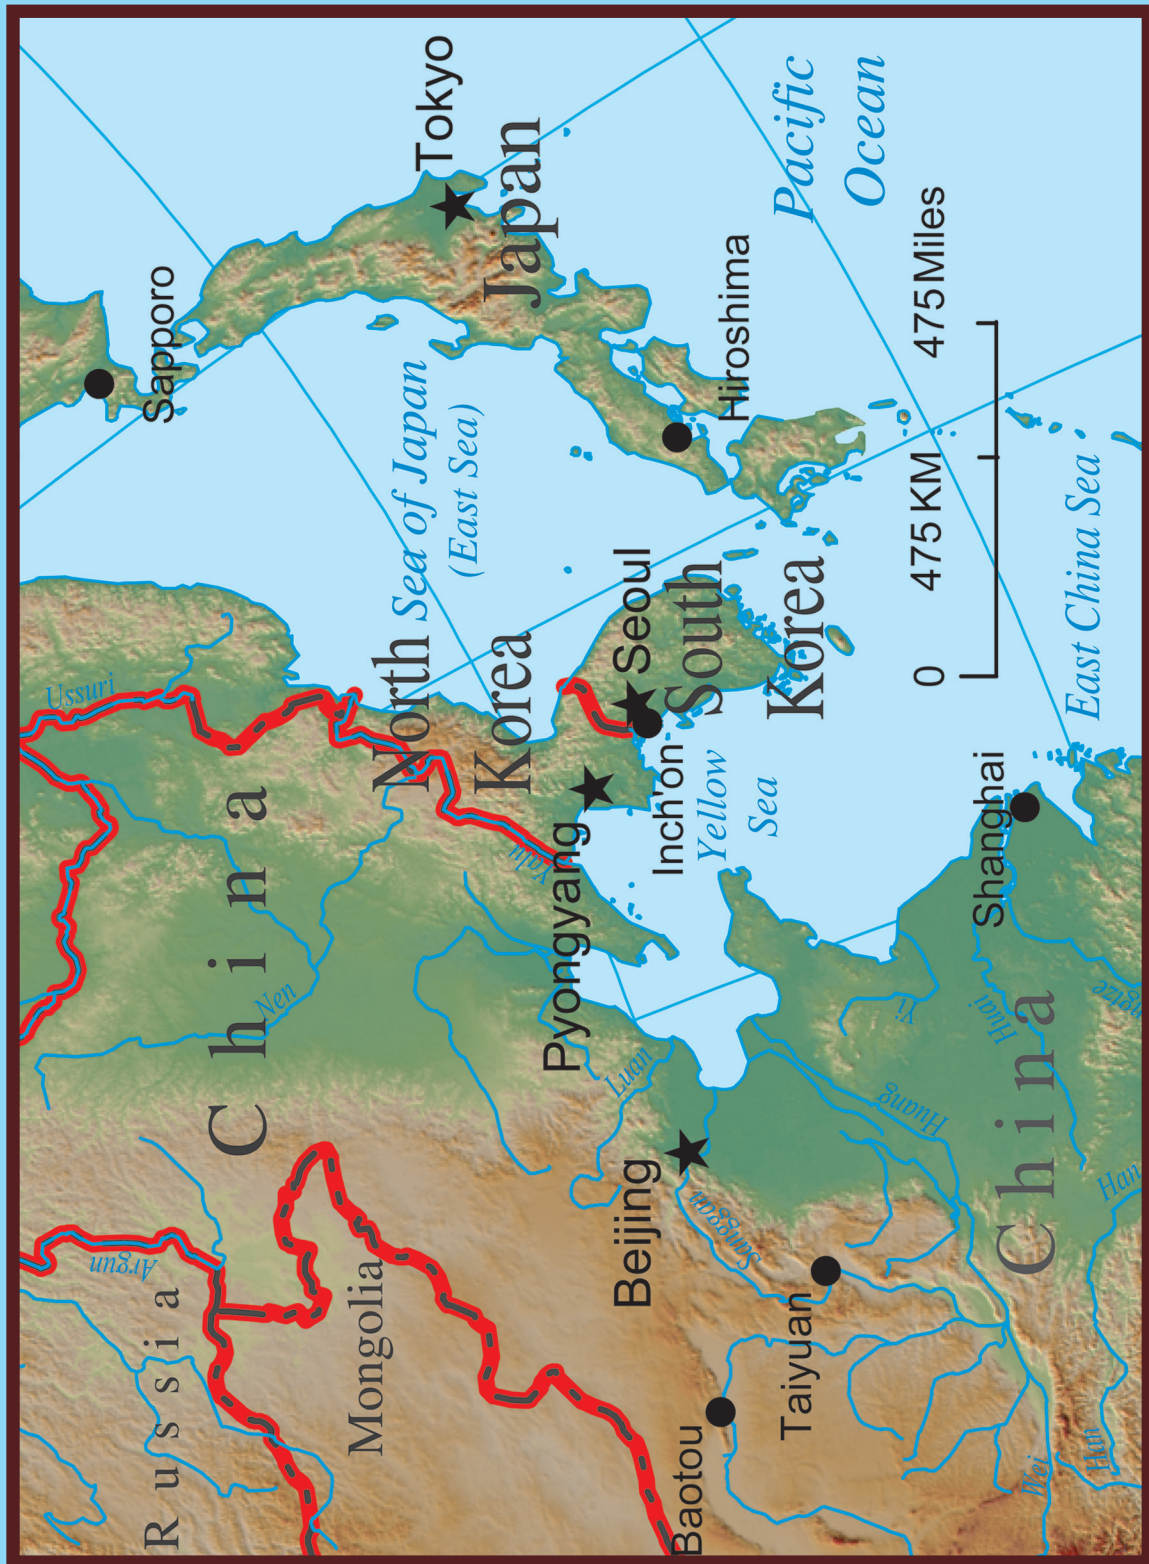 Russia
Argun
Mongolia
China
Nen
Ussuri
Sapporo
Tokyo
Japan
Sea of Japan
(East Sea)
North
Korea
Yalu
Pyongyang
Seoul
Inch'on
South
Korea
Hiroshima
Pacific
Ocean
Yellow
Sea
Luan
Beijing
Sanggan
Baotou
Taiyuan
Huang
Yi
Huai
China
Shanghai
East China Sea
Wei
Han
Han
0 475 KM 475 Miles